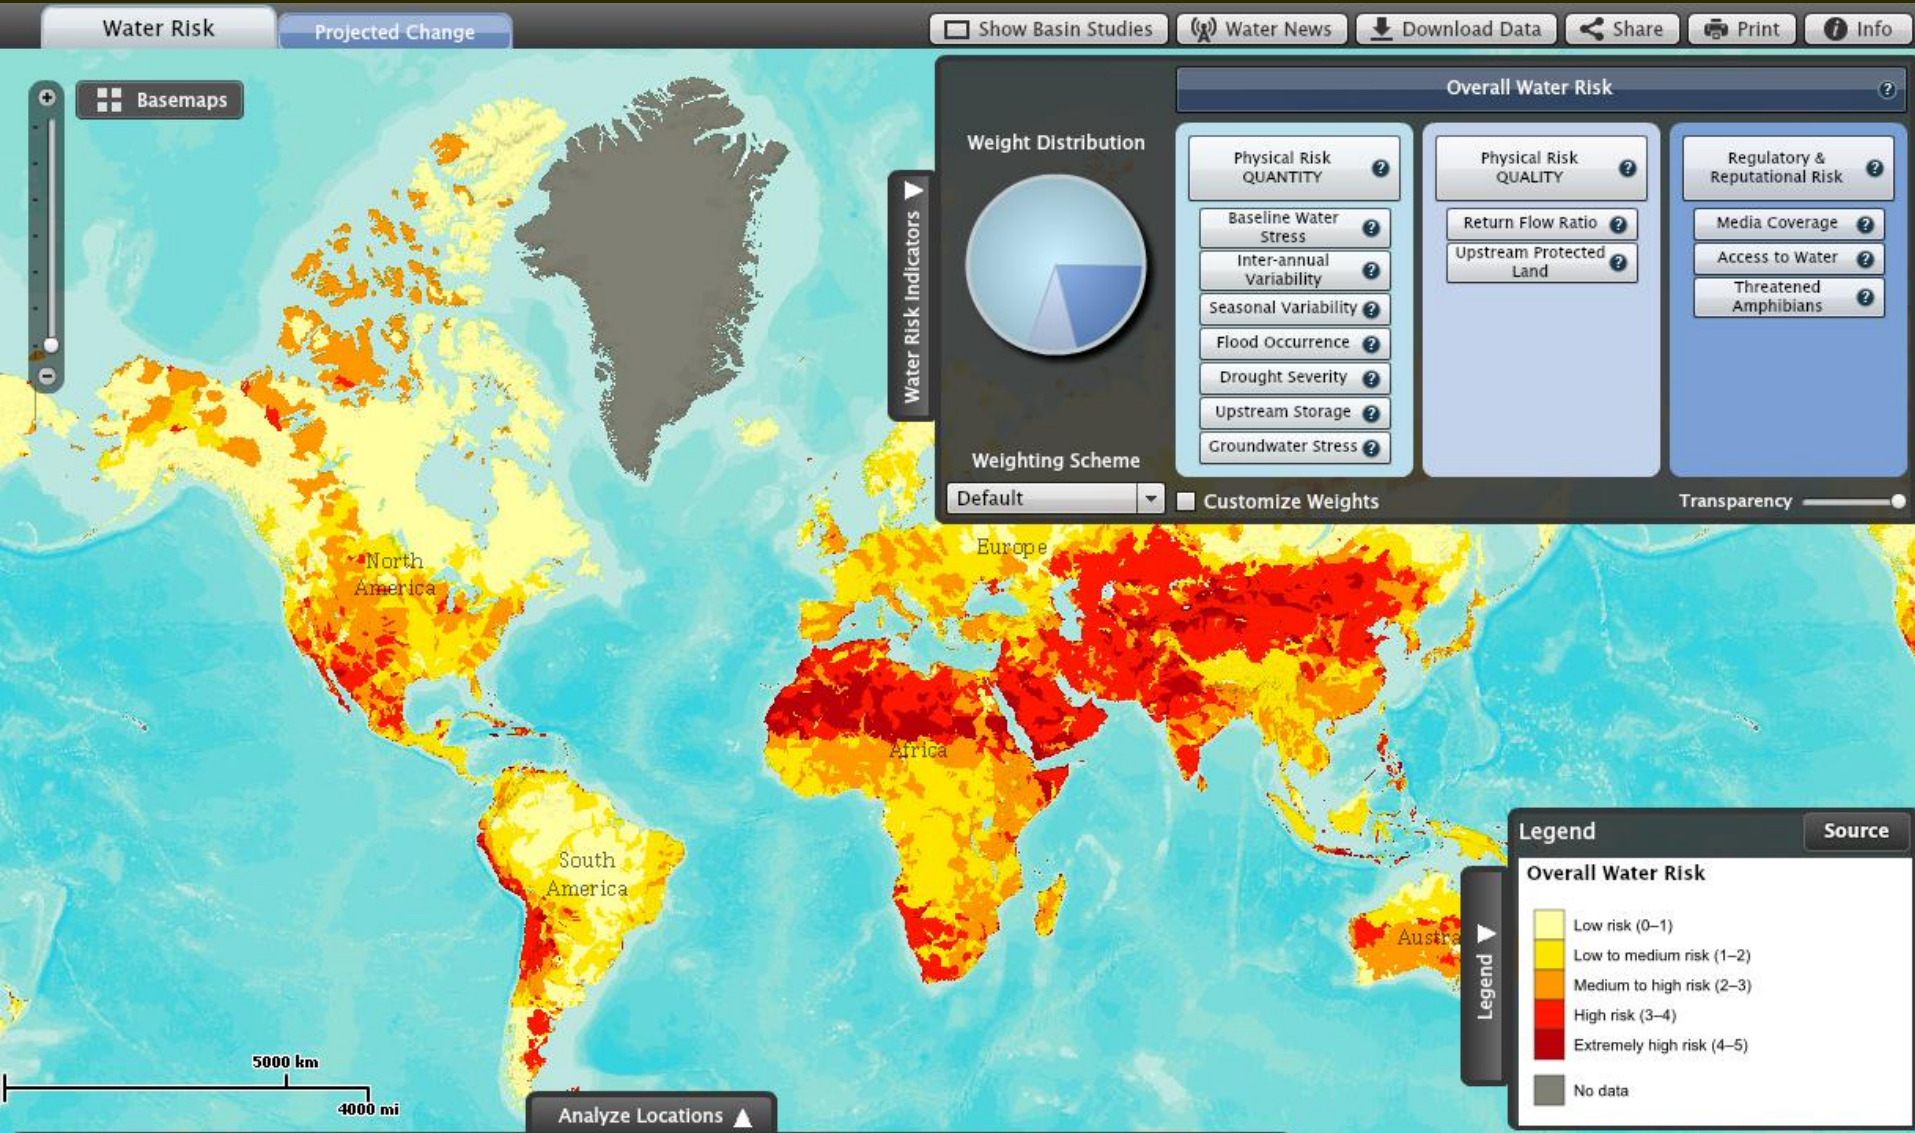 Water Risk
Projected Change
Show Basin Studies
Water News
Download Data
Share
Print
Info
Basemaps
Water Risk Indicators
Weight Distribution
Weighting Scheme
Default
Customize Weights
Transparency
Overall Water Risk
Physical Risk
QUANTITY
Baseline Water
Stress
Inter-annual
Variability
Seasonal Variability
Flood Occurrence
Drought Severity
Upstream Storage
Groundwater Stress
Physical Risk
QUALITY
Return Flow Ratio
Upstream Protected
Land
Regulatory &
Reputational Risk
Media Coverage
Access to Water
Threatened
Amphibians
North
America
Europe
Africa
South
America
Austra
5000 km
4000 mi
Analyze Locations
Legend
Legend
Source
Overall Water Risk
Low risk (0–1)
Low to medium risk (1–2)
Medium to high risk (2–3)
High risk (3–4)
Extremely high risk (4–5)
No data